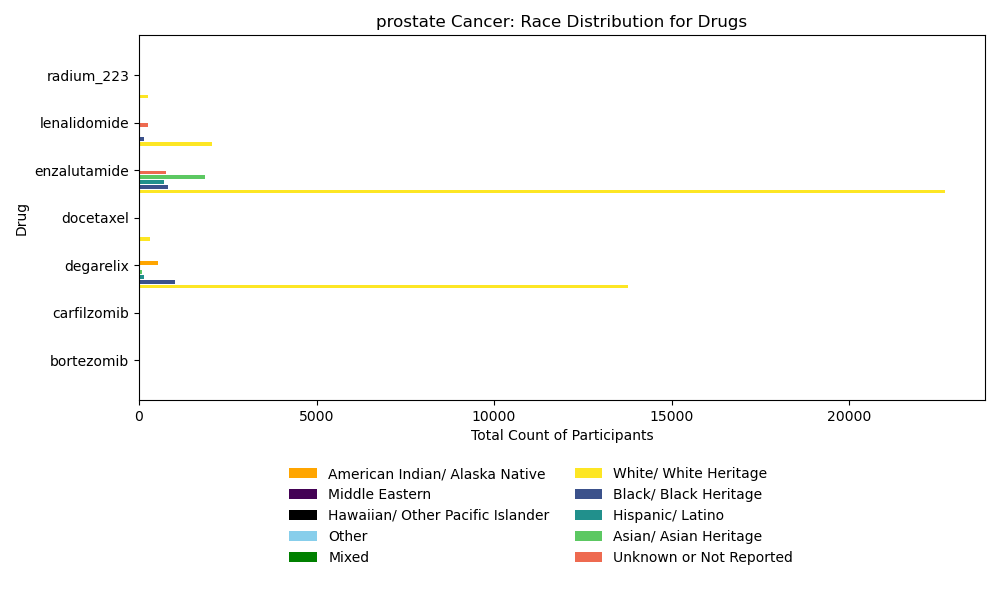 prostate Cancer: Race Distribution for Drugs
radium_223
lenalidomide
enzalutamide
docetaxel
degarelix
carfilzomib
bortezomib
Drug
0 5000 10000 15000 20000
Total Count of Participants
American Indian/ Alaska Native
Middle Eastern
Hawaiian/ Other Pacific Islander
Other
Mixed
White/ White Heritage
Black/ Black Heritage
Hispanic/ Latino
Asian/ Asian Heritage
Unknown or Not Reported